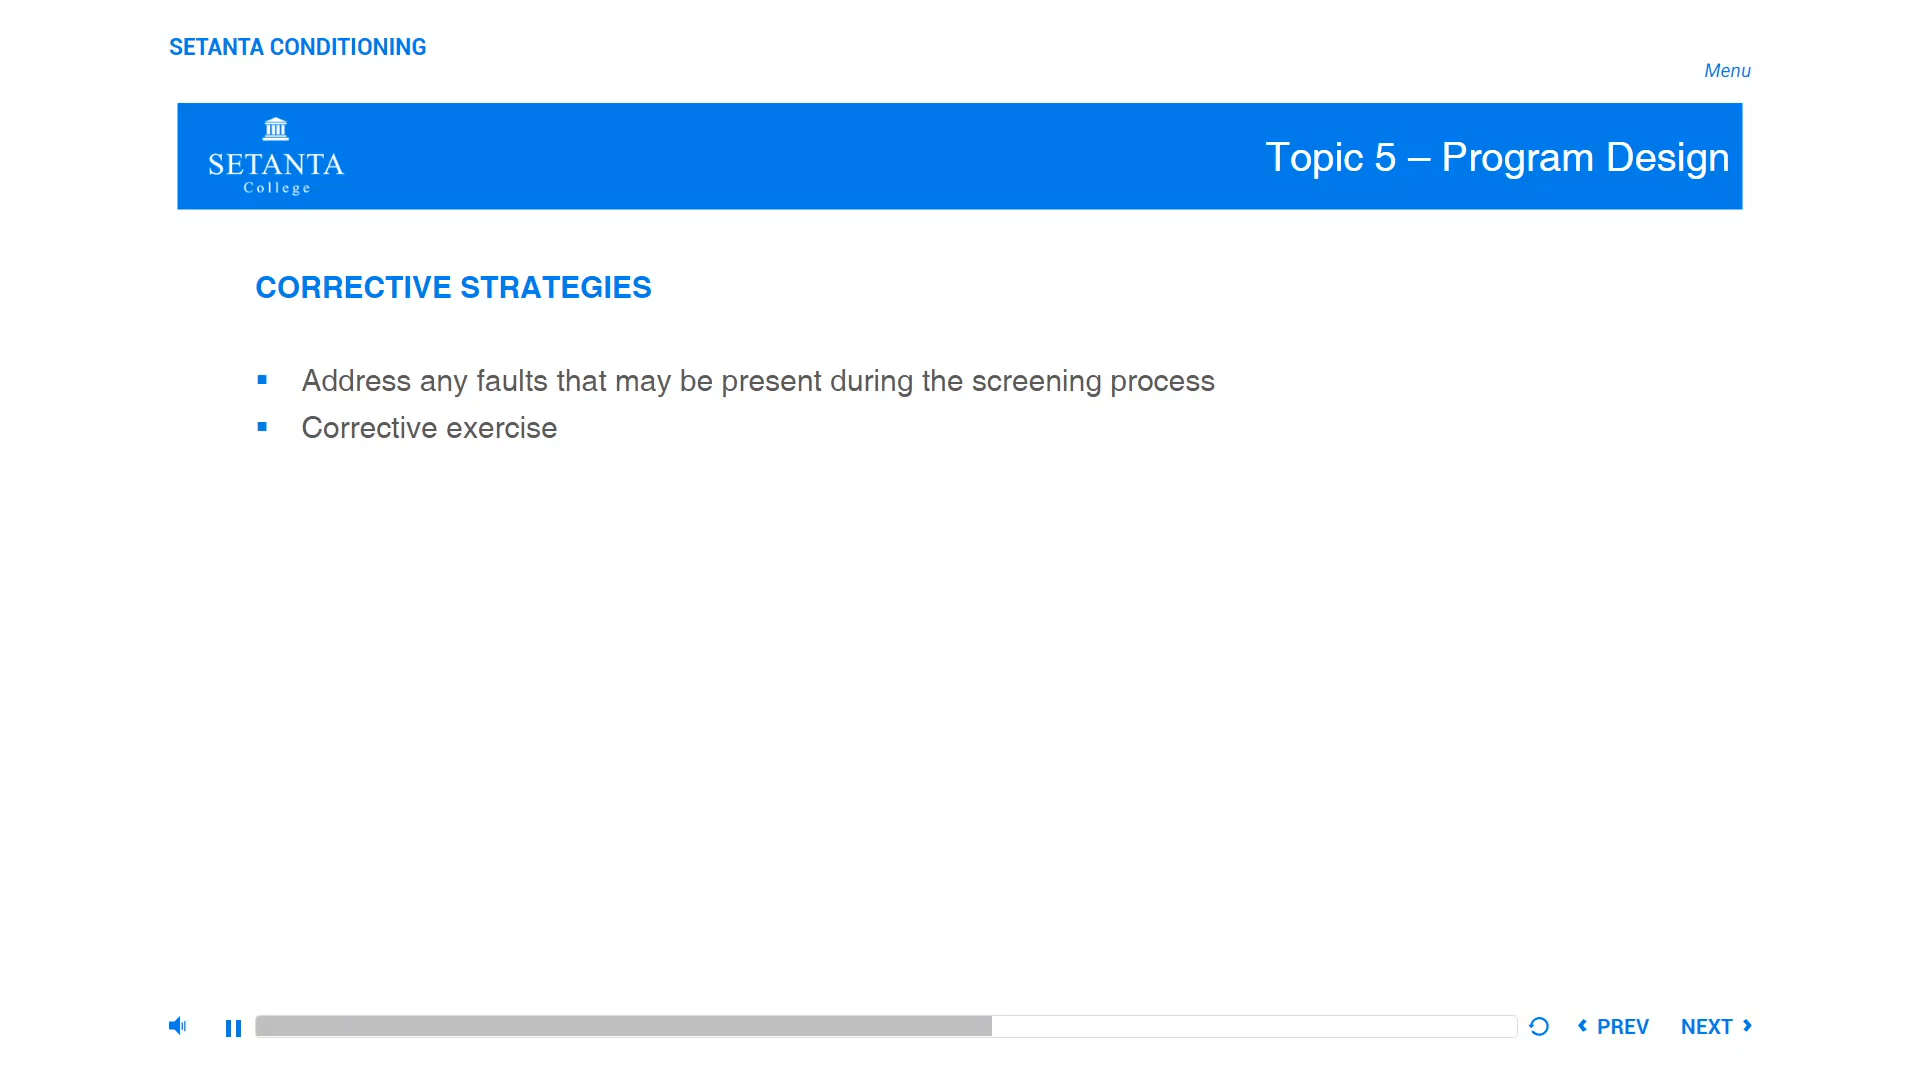 SETANTA CONDITIONING
Menu
SETANTA
College
Topic 5 – Program Design
CORRECTIVE STRATEGIES
▪ Address any faults that may be present during the screening process
▪ Corrective exercise
PREV
NEXT